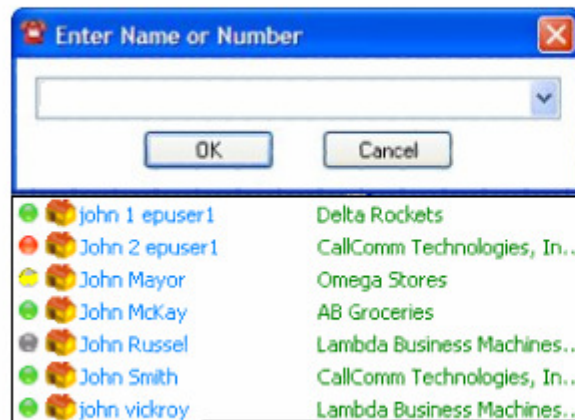 Enter Name or Number
OK Cancel
john 1 epuser1 Delta Rockets
John 2 epuser1 CallComm Technologies, In...
John Mayor Omega Stores
John McKay AB Groceries
John Russel Lambda Business Machines...
John Smith CallComm Technologies, In...
john vickroy Lambda Business Machines...